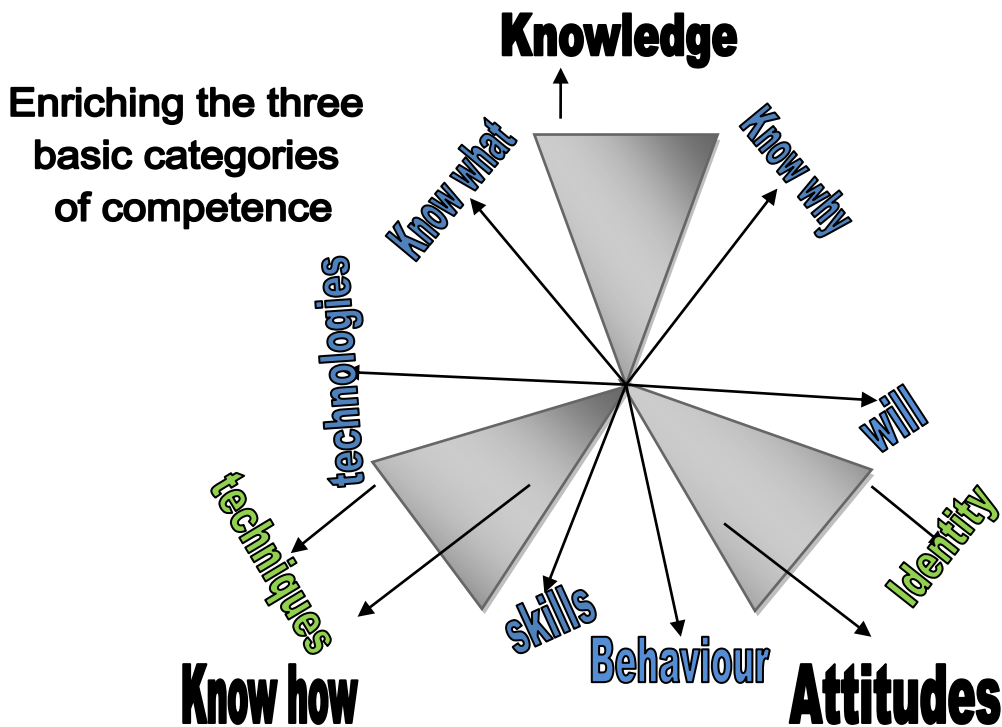 Knowledge
Enriching the three
basic categories
of competence
Know what
Know why
technologies
will
techniques
Identity
skills
Behaviour
Know how
Attitudes